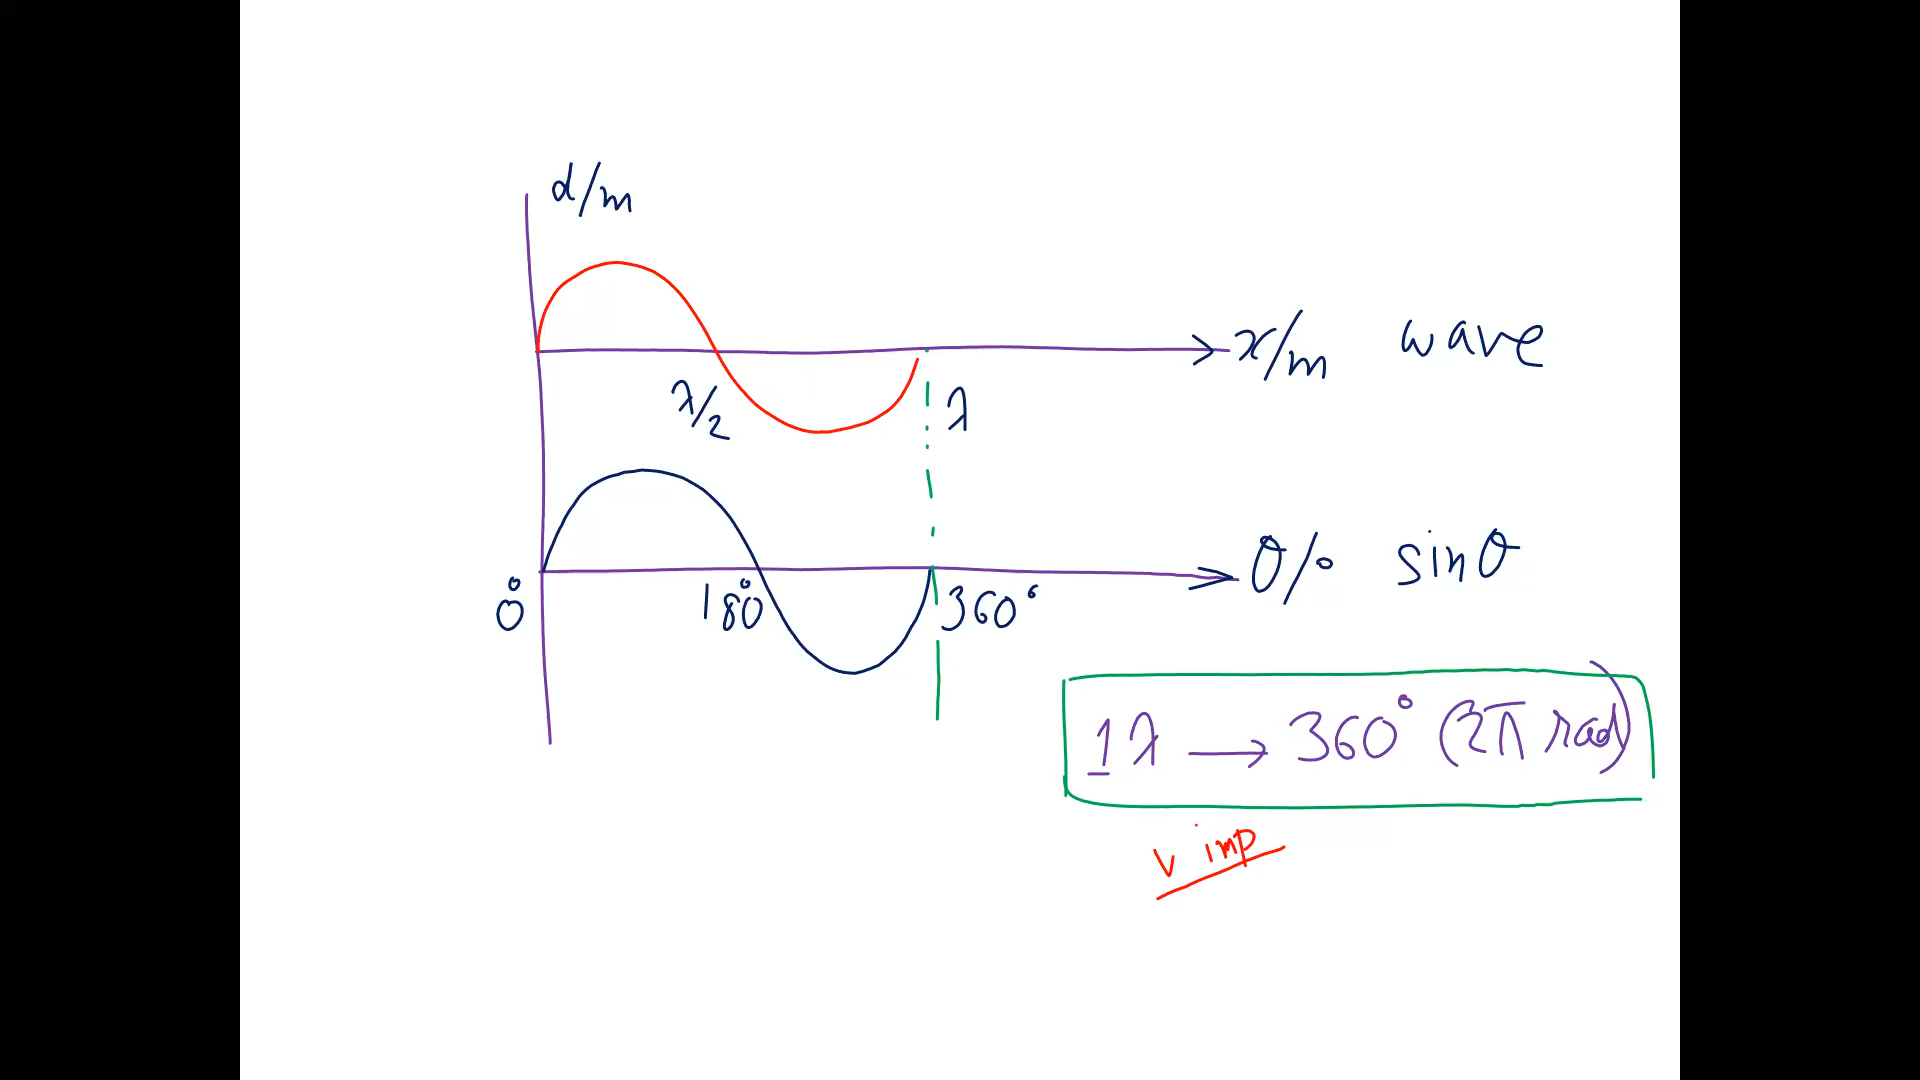 d/m
x/m wave
λ/2 λ
θ/° sinθ
0° 180° 360°
1λ → 360° (2π rad)
v imp